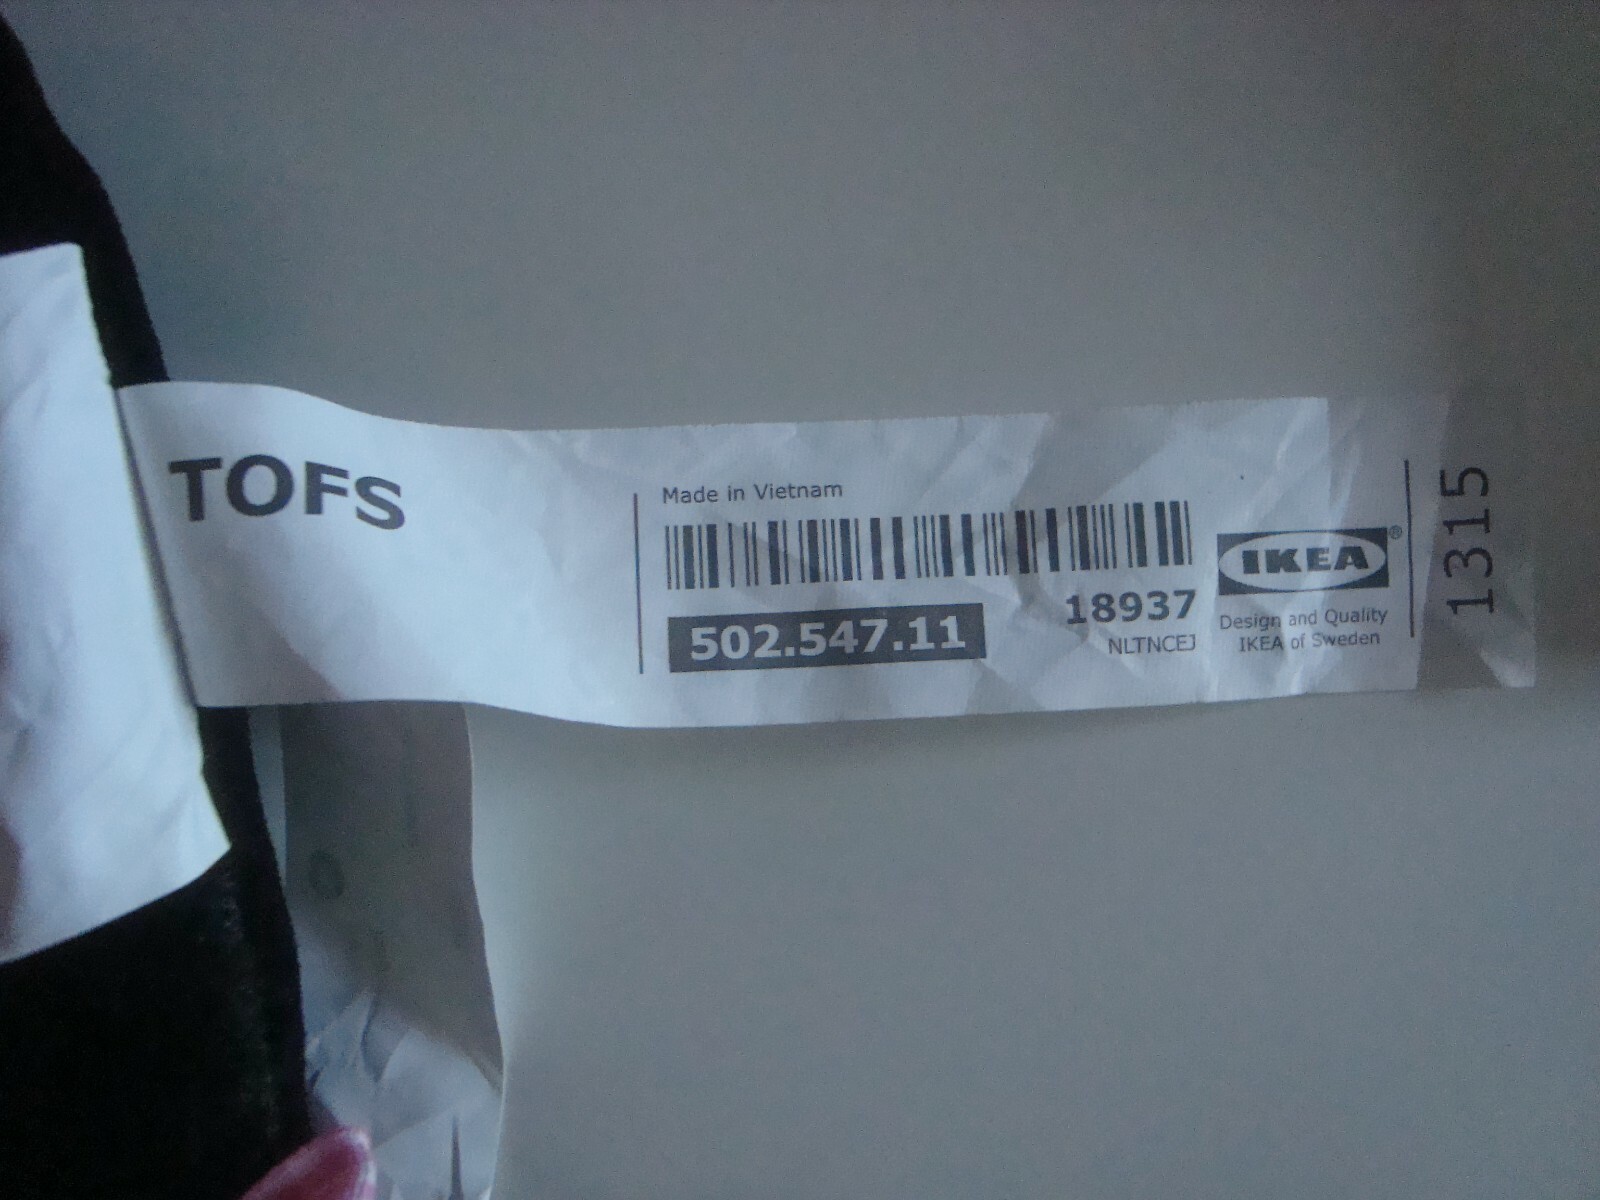 TOFS
Made in Vietnam
502.547.11
18937
NLTNCEJ
IKEA®
Design and Quality
IKEA of Sweden
1315